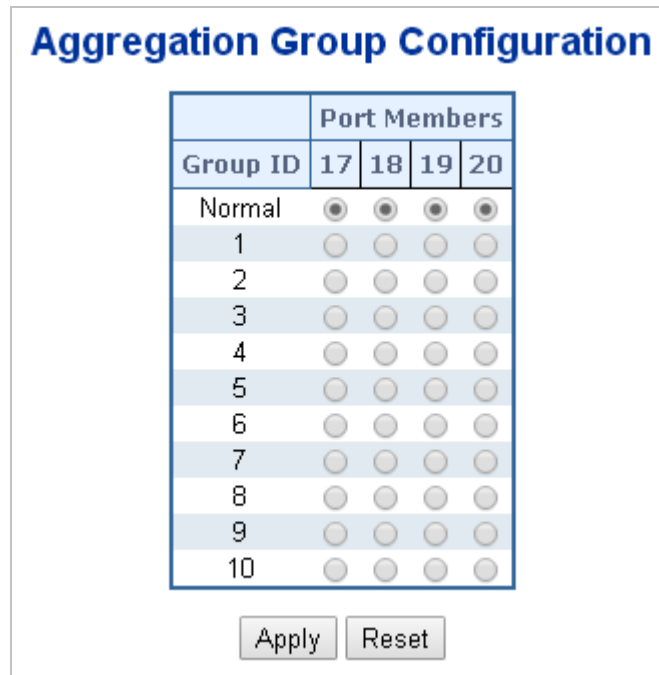 Aggregation Group Configuration
Port Members
Group ID 17 18 19 20
Normal
1
2
3
4
5
6
7
8
9
10
Apply Reset